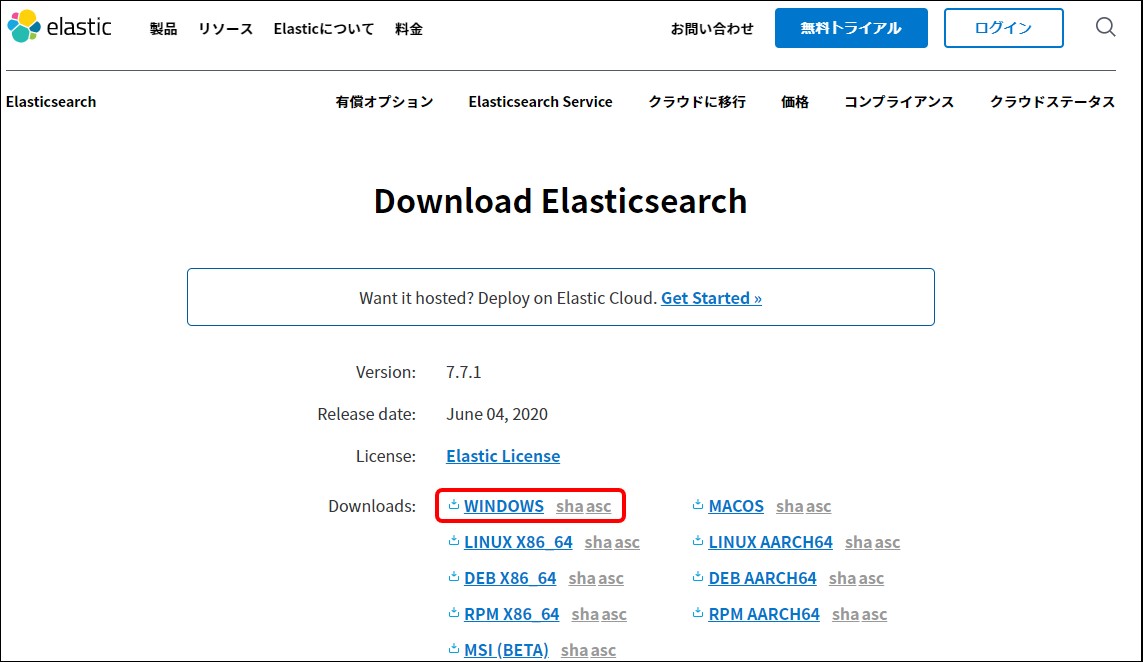 elastic 製品 リソース Elasticについて 料金 お問い合わせ 無料トライアル ログイン
Elasticsearch 有償オプション Elasticsearch Service クラウドに移行 価格 コンプライアンス クラウドステータス
Download Elasticsearch
Want it hosted? Deploy on Elastic Cloud. Get Started »
Version: 7.7.1
Release date: June 04, 2020
License: Elastic License
Downloads: WINDOWS sha asc MACOS sha asc
LINUX X86_64 sha asc LINUX AARCH64 sha asc
DEB X86_64 sha asc DEB AARCH64 sha asc
RPM X86_64 sha asc RPM AARCH64 sha asc
MSI (BETA) sha asc